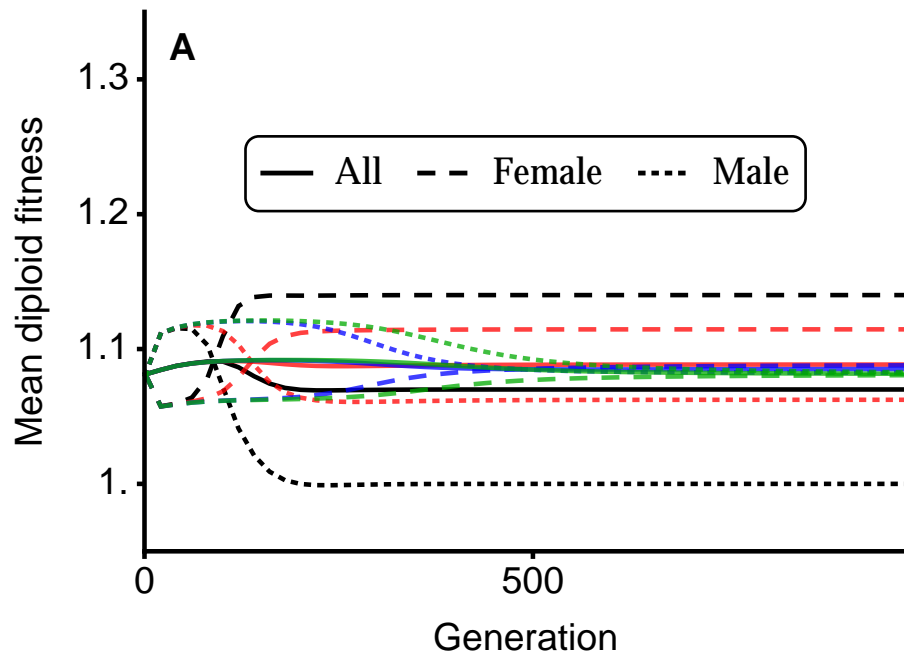 A
1.3
All Female Male
1.2
1.1
1.
Mean diploid fitness
0 500
Generation